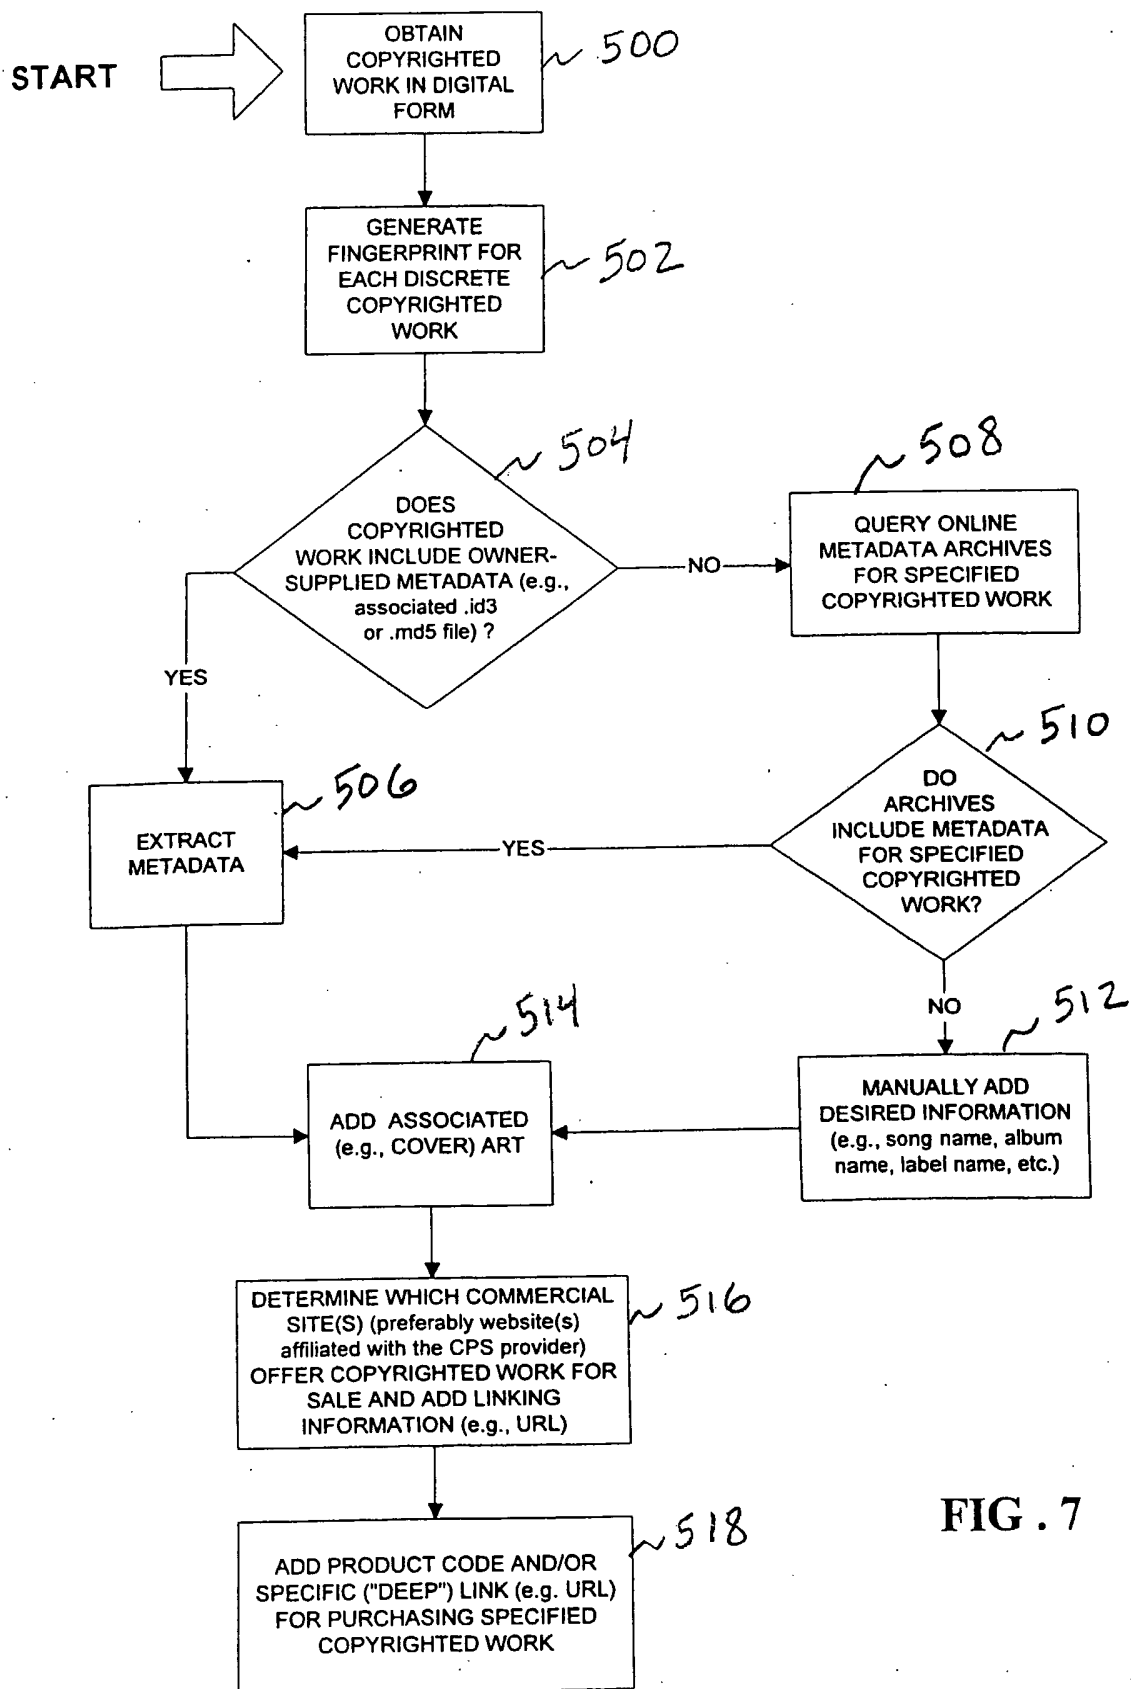 START
OBTAIN
COPYRIGHTED
WORK IN DIGITAL
FORM
500
GENERATE
FINGERPRINT FOR
EACH DISCRETE
COPYRIGHTED
WORK
502
504
DOES
COPYRIGHTED
WORK INCLUDE OWNER-
SUPPLIED METADATA (e.g.,
associated .id3
or .md5 file) ?
NO
508
QUERY ONLINE
METADATA ARCHIVES
FOR SPECIFIED
COPYRIGHTED WORK
YES
506
EXTRACT
METADATA
510
DO
ARCHIVES
INCLUDE METADATA
FOR SPECIFIED
COPYRIGHTED
WORK?
YES
NO
512
MANUALLY ADD
DESIRED INFORMATION
(e.g., song name, album
name, label name, etc.)
514
ADD ASSOCIATED
(e.g., COVER) ART
516
DETERMINE WHICH COMMERCIAL
SITE(S) (preferably website(s)
affiliated with the CPS provider)
OFFER COPYRIGHTED WORK FOR
SALE AND ADD LINKING
INFORMATION (e.g., URL)
518
ADD PRODUCT CODE AND/OR
SPECIFIC ("DEEP") LINK (e.g. URL)
FOR PURCHASING SPECIFIED
COPYRIGHTED WORK
FIG . 7